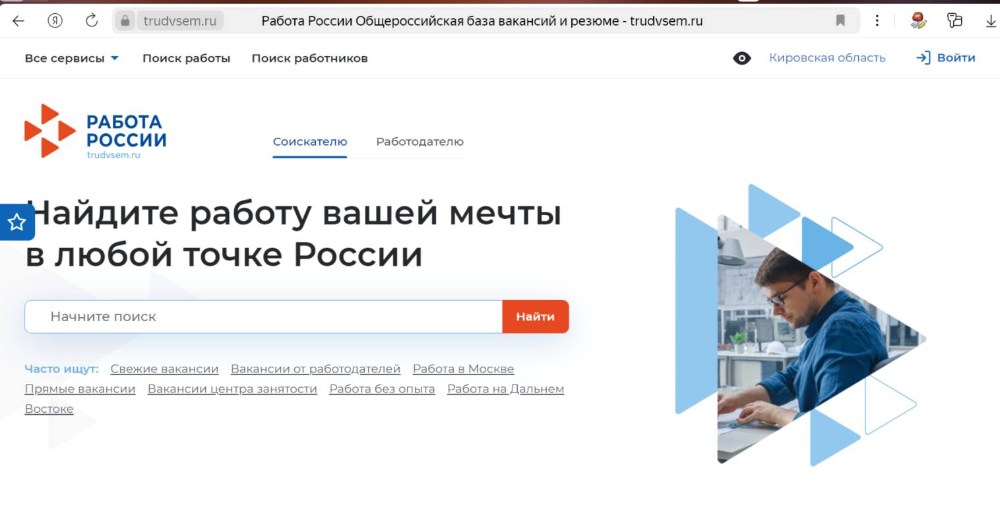 Я trudvsem.ru Работа России Общероссийская база вакансий и резюме - trudvsem.ru
Все сервисы Поиск работы Поиск работников Кировская область Войти
РАБОТА
РОССИИ
trudvsem.ru
Соискателю Работодателю
Найдите работу вашей мечты
в любой точке России
Начните поиск Найти
Часто ищут: Свежие вакансии Вакансии от работодателей Работа в Москве
Прямые вакансии Вакансии центра занятости Работа без опыта Работа на Дальнем
Востоке